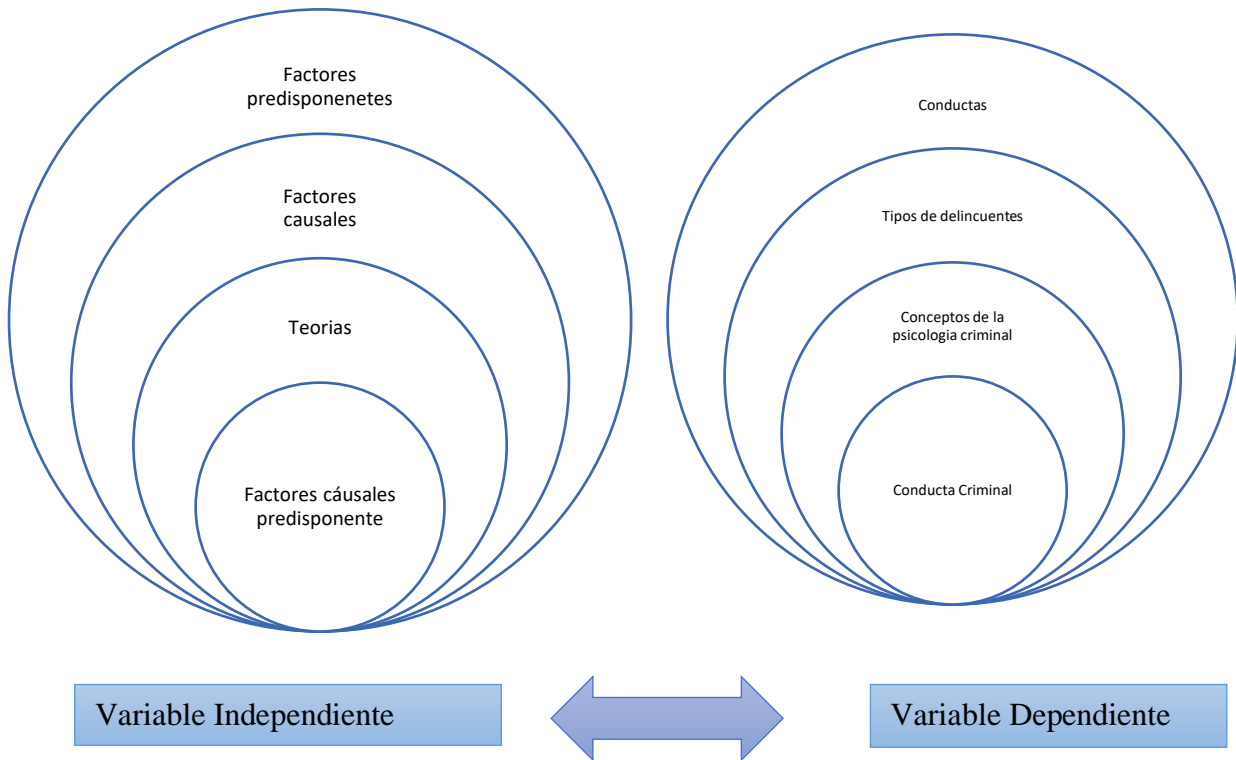 Factores
predisponenetes
Factores
causales
Teorias
Factores cáusales
predisponente
Conductas
Tipos de delincuentes
Conceptos de la
psicologia criminal
Conducta Criminal
Variable Independiente
Variable Dependiente